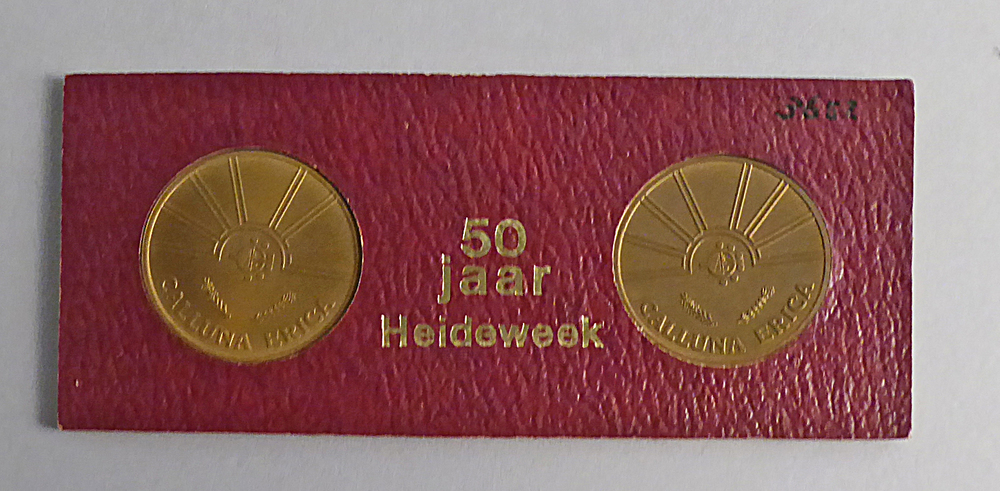 50
jaar
Heideweek
CALLUNA ERICA
CALLUNA ERICA